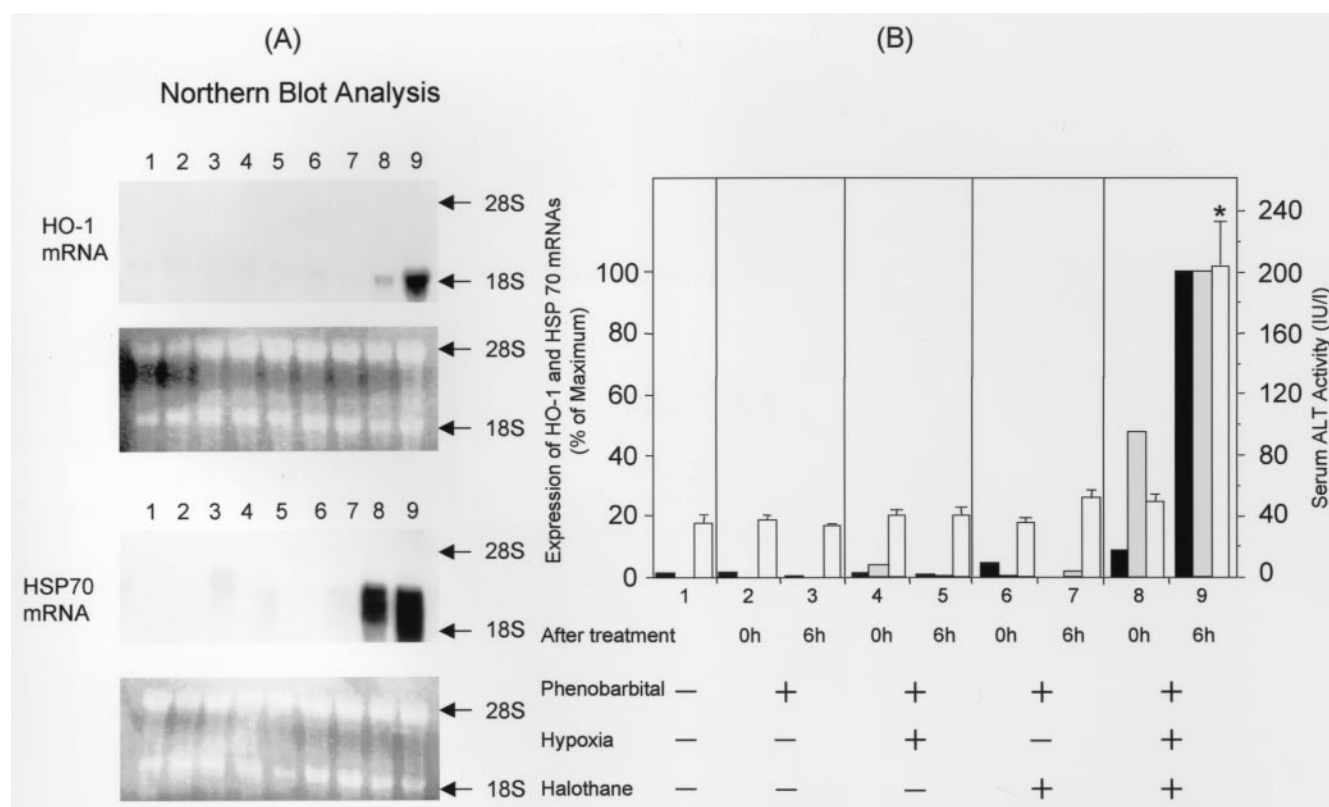 (A)
Northern Blot Analysis
1 2 3 4 5 6 7 8 9
HO-1
mRNA
28S
18S
28S
18S
1 2 3 4 5 6 7 8 9
HSP70
mRNA
28S
18S
28S
18S
(B)
Expression of HO-1 and HSP 70 mRNAs
(% of Maximum)
100
80
60
40
20
0
*
240
200
160
120
80
40
0
Serum ALT Activity (IU/l)
1 2 3 4 5 6 7 8 9
After treatment 0h 6h 0h 6h 0h 6h 0h 6h
Phenobarbital − + + + +
Hypoxia − − + − +
Halothane − − − + +